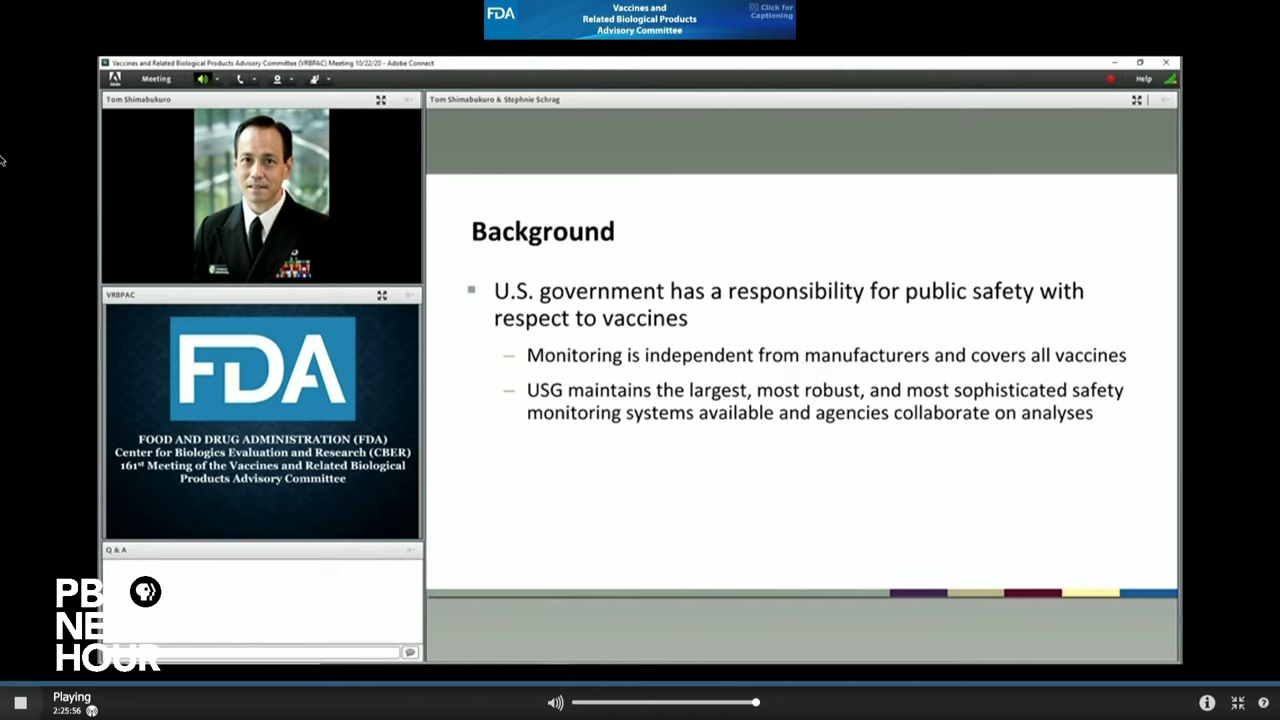 FDA
Vaccines and
Related Biological Products
Advisory Committee
CC Click for
Captioning
Vaccines and Related Biological Products Advisory Committee (VRBPAC) Meeting 10/22/20 - Adobe Connect
Meeting
Help
Tom Shimabukuro
Tom Shimabukuro & Stephnie Schrag
Background
U.S. government has a responsibility for public safety with
respect to vaccines
– Monitoring is independent from manufacturers and covers all vaccines
– USG maintains the largest, most robust, and most sophisticated safety
monitoring systems available and agencies collaborate on analyses
VRBPAC
FDA
FOOD AND DRUG ADMINISTRATION (FDA)
Center for Biologics Evaluation and Research (CBER)
161st Meeting of the Vaccines and Related Biological
Products Advisory Committee
Q & A
PB
NE
HOUR
Playing
2:25:56